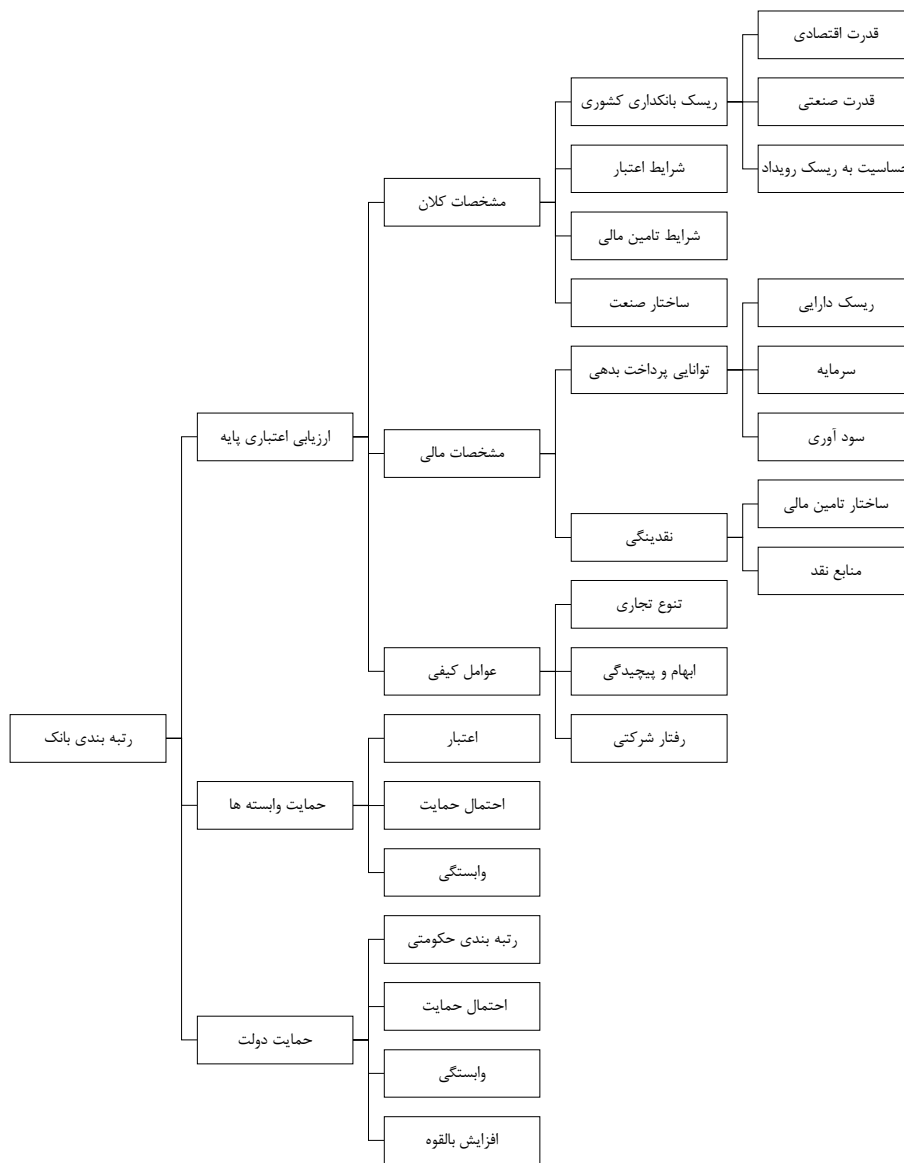 رتبه بندی بانک
ارزیابی اعتباری پایه
مشخصات کلان
ریسک بانکداری کشوری
قدرت اقتصادی
قدرت صنعتی
حساسیت به ریسک رویداد
شرایط اعتبار
شرایط تامین مالی
ساختار صنعت
مشخصات مالی
توانایی پرداخت بدهی
ریسک دارایی
سرمایه
سود آوری
نقدینگی
ساختار تامین مالی
منابع نقد
عوامل کیفی
تنوع تجاری
ابهام و پیچیدگی
رفتار شرکتی
حمایت وابسته ها
اعتبار
احتمال حمایت
وابستگی
حمایت دولت
رتبه بندی حکومتی
احتمال حمایت
وابستگی
افزایش بالقوه